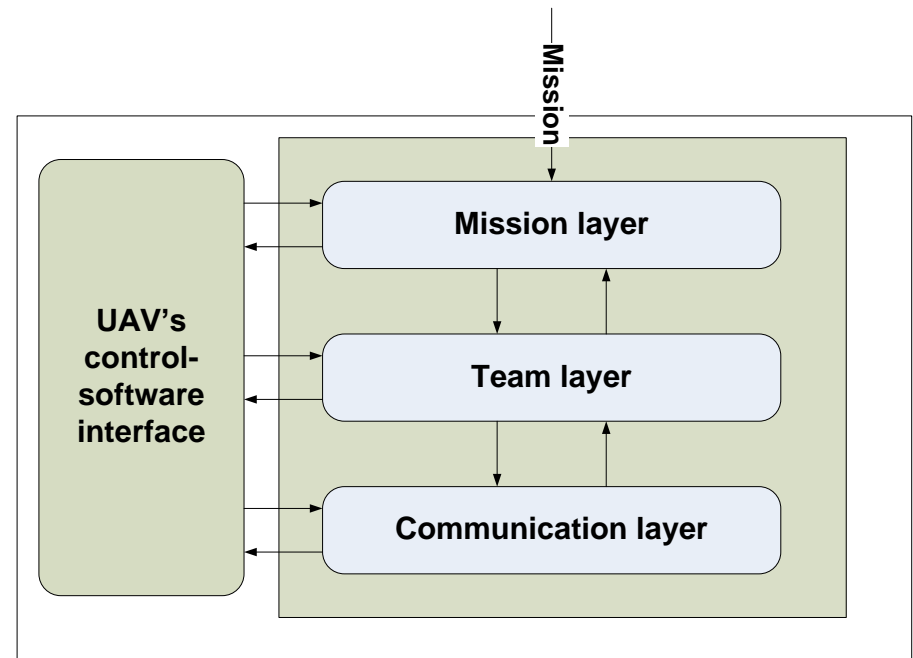 Mission
Mission layer
UAV’s
control-
software
interface
Team layer
Communication layer